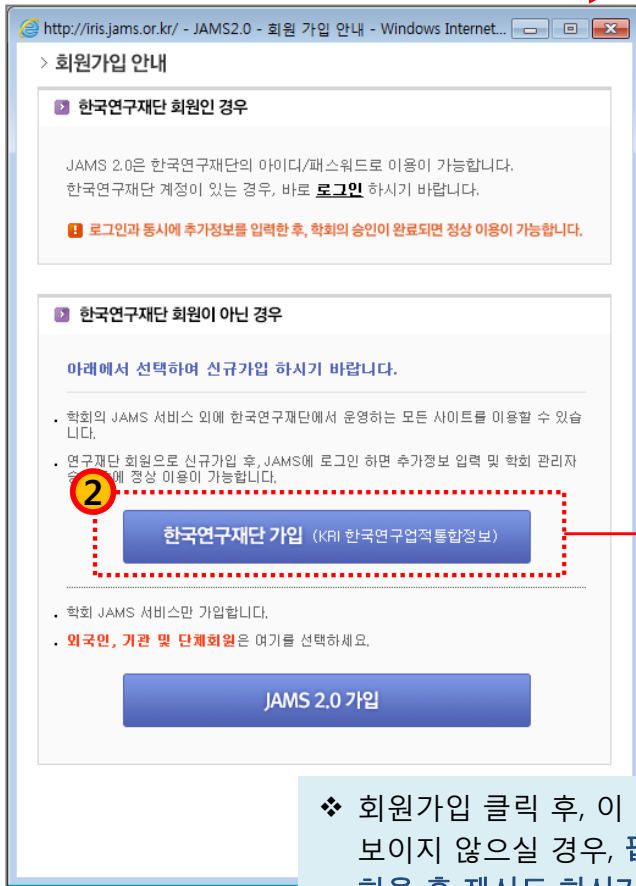 http://iris.jams.or.kr/ - JAMS2.0 - 회원 가입 안내 - Windows Internet...
> 회원가입 안내
한국연구재단 회원인 경우
JAMS 2.0은 한국연구재단의 아이디/패스워드로 이용이 가능합니다.
한국연구재단 계정이 있는 경우, 바로 로그인 하시기 바랍니다.
로그인과 동시에 추가정보를 입력한 후, 학회의 승인이 완료되면 정상 이용이 가능합니다.
한국연구재단 회원이 아닌 경우
아래에서 선택하여 신규가입 하시기 바랍니다.
. 학회의 JAMS 서비스 외에 한국연구재단에서 운영하는 모든 사이트를 이용할 수 있습
니다.
. 연구재단 회원으로 신규가입 후, JAMS에 로그인 하면 추가정보 입력 및 학회 관리자
에 정상 이용이 가능합니다.
2
한국연구재단 가입 (KRI 한국연구업적통합정보)
. 학회 JAMS 서비스만 가입합니다.
. 외국인, 기관 및 단체회원은 여기를 선택하세요.
JAMS 2.0 가입
❖ 회원가입 클릭 후, 이
보이지 않으실 경우,
허용 후 재시도 하시기